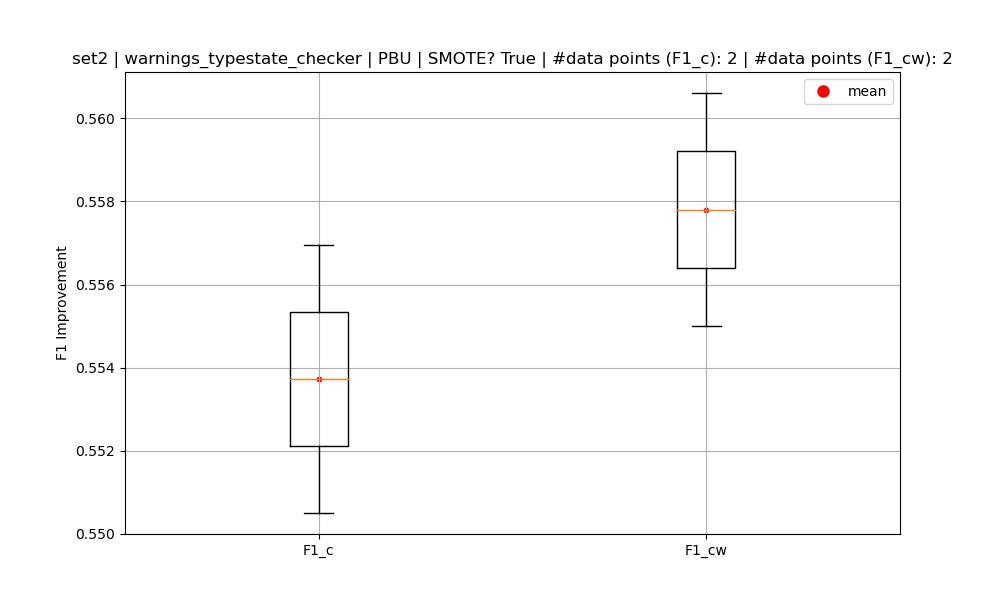 set2 | warnings_typestate_checker | PBU | SMOTE? True | #data points (F1_c): 2 | #data points (F1_cw): 2
mean
0.560
0.558
0.556
0.554
0.552
0.550
F1 Improvement
F1_c
F1_cw